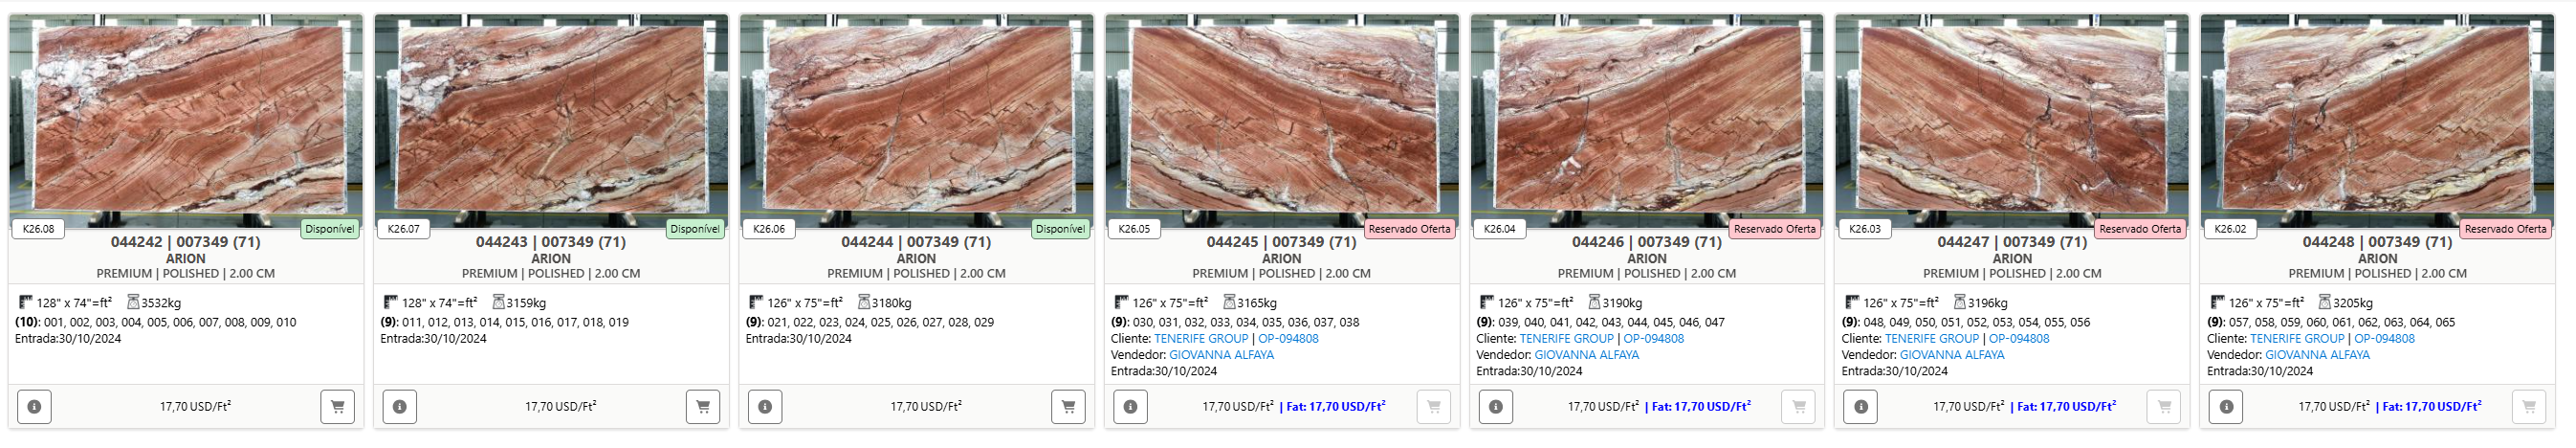 K26.08
Disponível
044242 | 007349 (71)
ARION
PREMIUM | POLISHED | 2.00 CM
128" x 74"=ft² 3532kg
(10): 001, 002, 003, 004, 005, 006, 007, 008, 009, 010
Entrada:30/10/2024
17,70 USD/Ft²
K26.07
Disponível
044243 | 007349 (71)
ARION
PREMIUM | POLISHED | 2.00 CM
128" x 74"=ft² 3159kg
(9): 011, 012, 013, 014, 015, 016, 017, 018, 019
Entrada:30/10/2024
17,70 USD/Ft²
K26.06
Disponível
044244 | 007349 (71)
ARION
PREMIUM | POLISHED | 2.00 CM
126" x 75"=ft² 3180kg
(9): 021, 022, 023, 024, 025, 026, 027, 028, 029
Entrada:30/10/2024
17,70 USD/Ft²
K26.05
Reservado Oferta
044245 | 007349 (71)
ARION
PREMIUM | POLISHED | 2.00 CM
126" x 75"=ft² 3165kg
(9): 030, 031, 032, 033, 034, 035, 036, 037, 038
Cliente: TENERIFE GROUP | OP-094808
Vendedor: GIOVANNA ALFAYA
Entrada:30/10/2024
17,70 USD/Ft² | Fat: 17,70 USD/Ft²
K26.04
Reservado Oferta
044246 | 007349 (71)
ARION
PREMIUM | POLISHED | 2.00 CM
126" x 75"=ft² 3190kg
(9): 039, 040, 041, 042, 043, 044, 045, 046, 047
Cliente: TENERIFE GROUP | OP-094808
Vendedor: GIOVANNA ALFAYA
Entrada:30/10/2024
17,70 USD/Ft² | Fat: 17,70 USD/Ft²
K26.03
Reservado Oferta
044247 | 007349 (71)
ARION
PREMIUM | POLISHED | 2.00 CM
126" x 75"=ft² 3196kg
(9): 048, 049, 050, 051, 052, 053, 054, 055, 056
Cliente: TENERIFE GROUP | OP-094808
Vendedor: GIOVANNA ALFAYA
Entrada:30/10/2024
17,70 USD/Ft² | Fat: 17,70 USD/Ft²
K26.02
Reservado Oferta
044248 | 007349 (71)
ARION
PREMIUM | POLISHED | 2.00 CM
126" x 75"=ft² 3205kg
(9): 057, 058, 059, 060, 061, 062, 063, 064, 065
Cliente: TENERIFE GROUP | OP-094808
Vendedor: GIOVANNA ALFAYA
Entrada:30/10/2024
17,70 USD/Ft² | Fat: 17,70 USD/Ft²